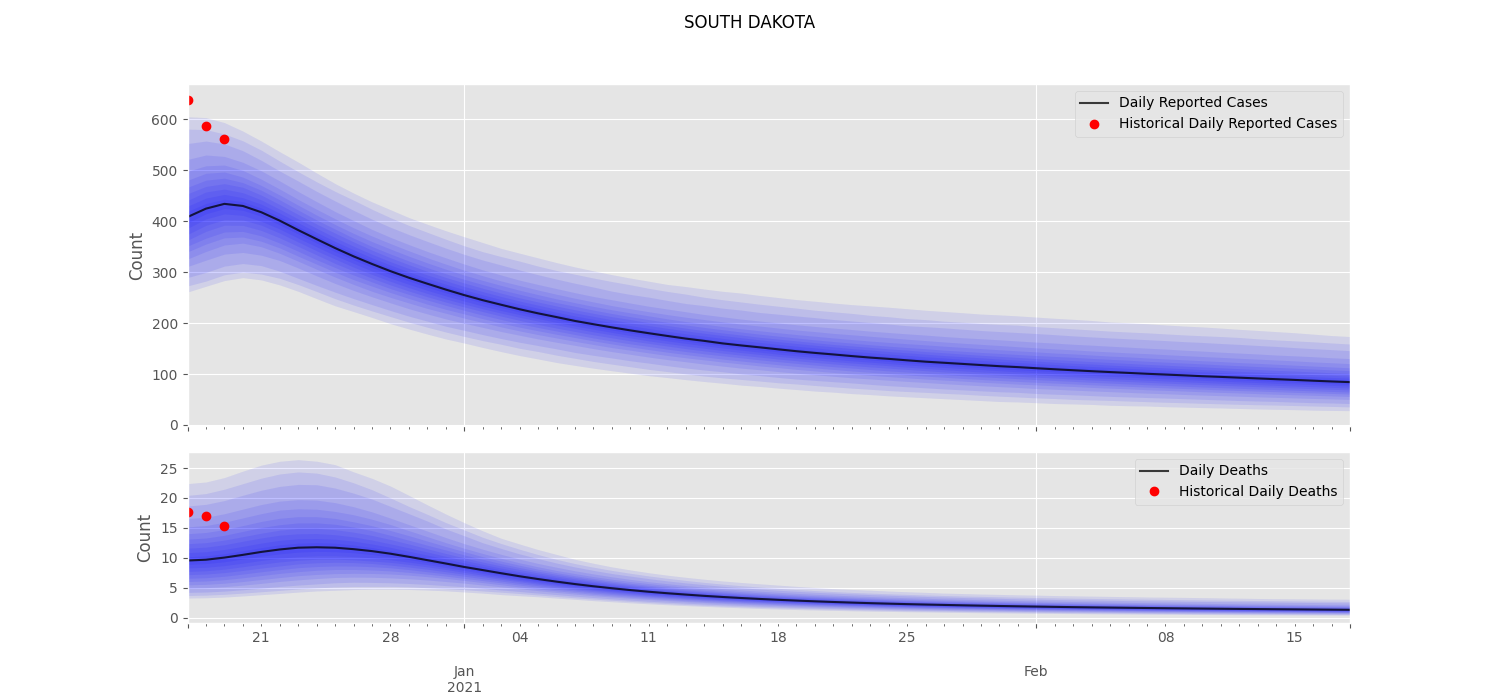 SOUTH DAKOTA
Daily Reported Cases
Historical Daily Reported Cases
Count
600
500
400
300
200
100
0
Daily Deaths
Historical Daily Deaths
Count
25
20
15
10
5
0
21 28 04 11 18 25 08 15
Jan Feb
2021